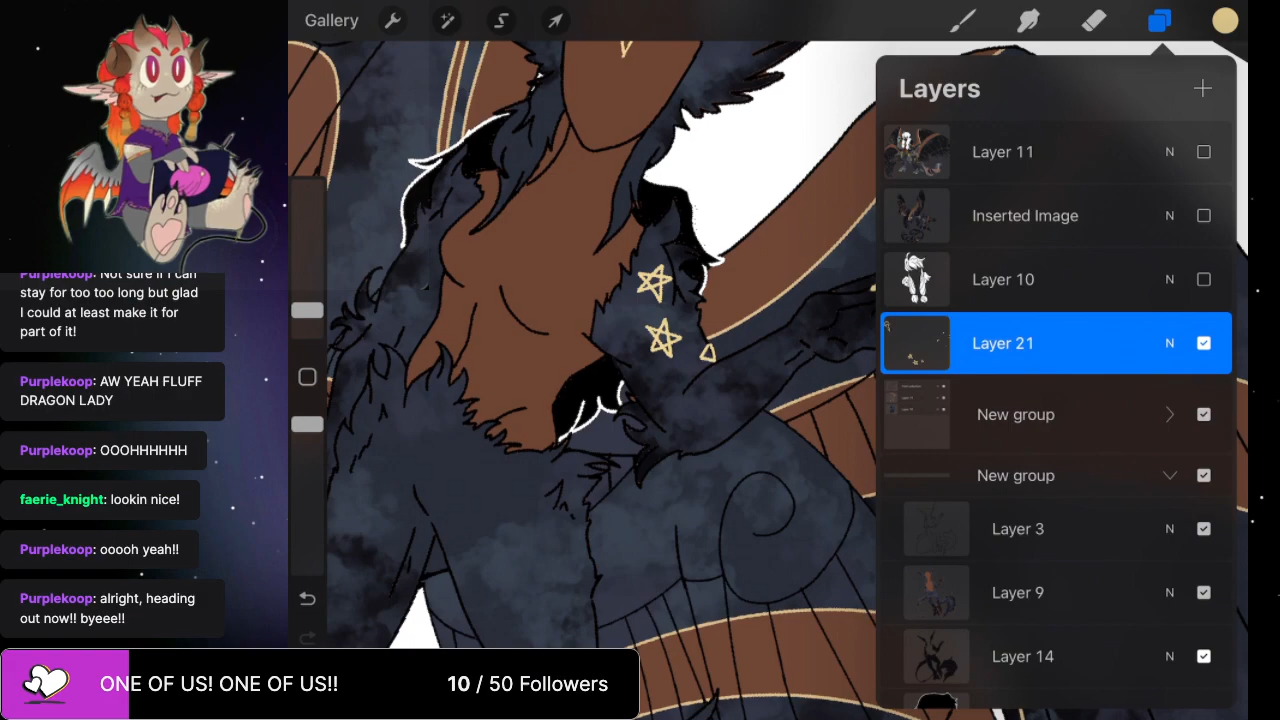 Gallery
Layers
Layer 11 N
Inserted Image N
Layer 10 N
Layer 21 N
New group
New group
Layer 3 N
Layer 9 N
Layer 14 N
Purplekoop: Not sure if I can
stay for too too long but glad
I could at least make it for
part of it!
Purplekoop: AW YEAH FLUFF
DRAGON LADY
Purplekoop: OOOHHHHHH
faerie_knight: lookin nice!
Purplekoop: ooooh yeah!!
Purplekoop: alright, heading
out now!! byeee!!
ONE OF US! ONE OF US!! 10 / 50 Followers